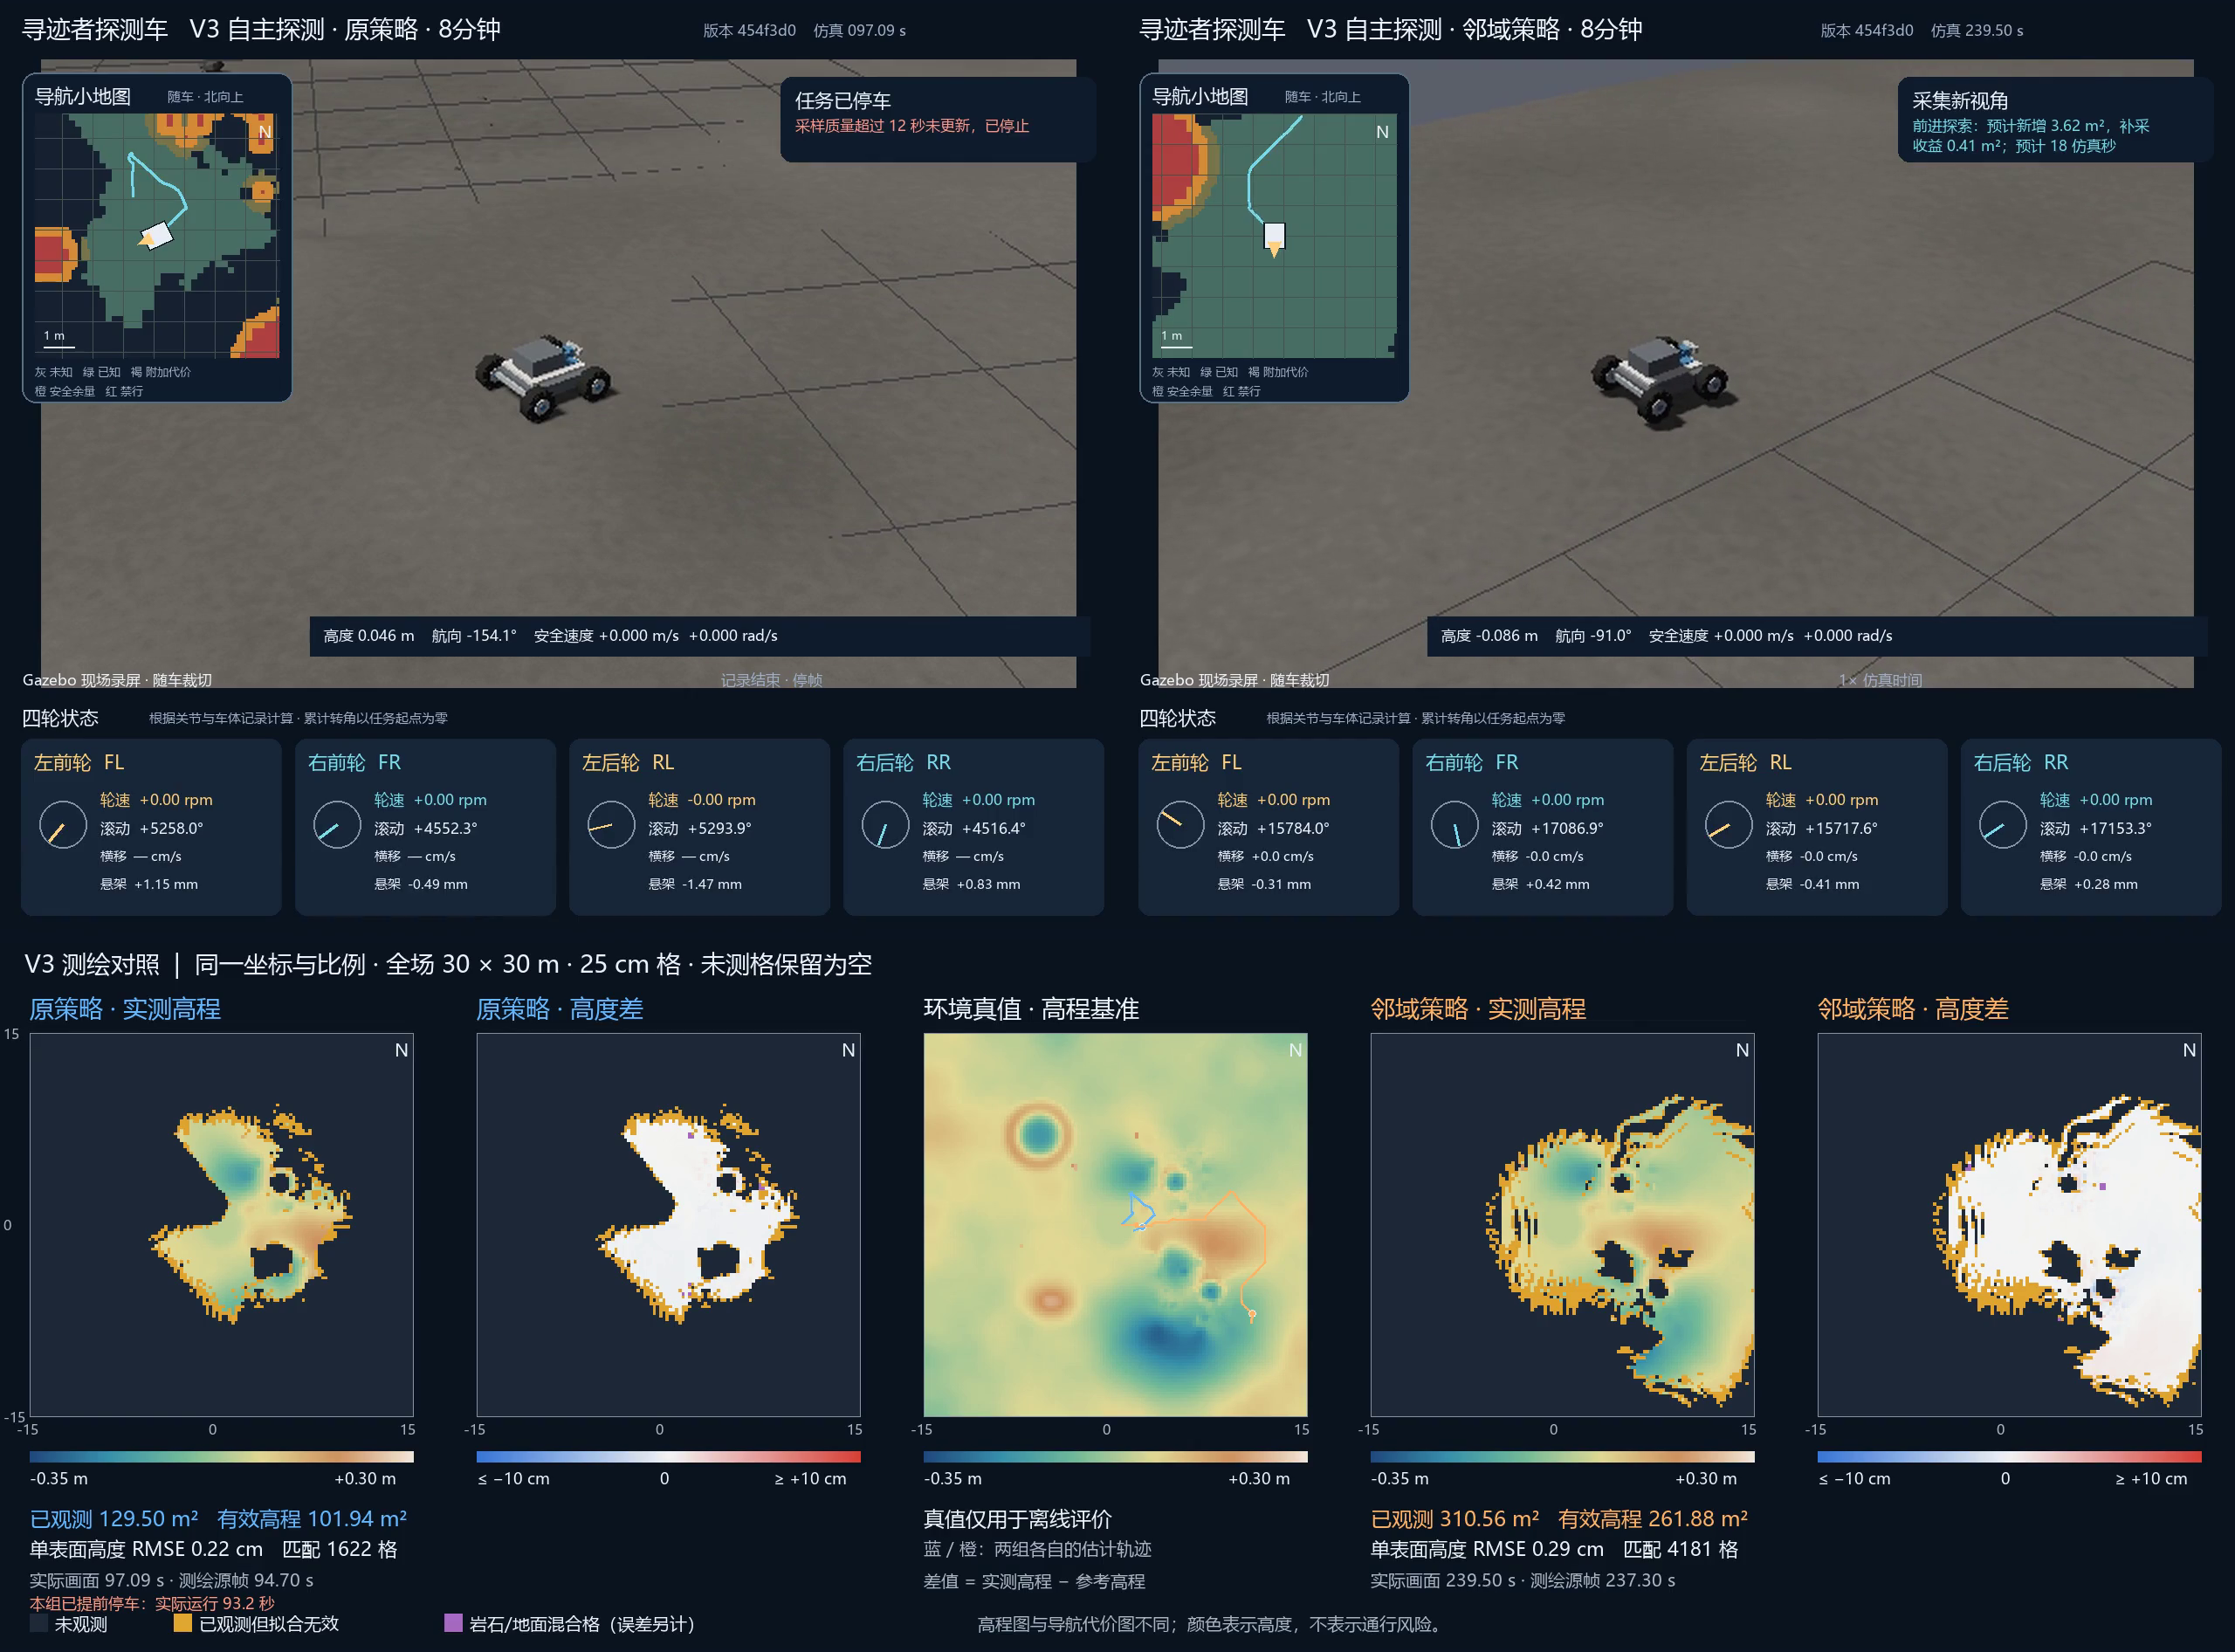 寻迹者探测车 V3 自主探测 · 原策略 · 8分钟
版本 454f3d0 仿真 097.09 s
导航小地图 随车 · 北向上
N
1 m
灰 未知 绿 已知 褐 附加代价
橙 安全余量 红 禁行
任务已停车
采样质量超过 12 秒未更新，已停止
高度 0.046 m 航向 -154.1° 安全速度 +0.000 m/s +0.000 rad/s
Gazebo 现场录屏 · 随车裁切
记录结束 · 停帧
四轮状态 根据关节与车体记录计算 · 累计转角以任务起点为零
左前轮 FL
轮速 +0.00 rpm
滚动 +5258.0°
横移 — cm/s
悬架 +1.15 mm
右前轮 FR
轮速 +0.00 rpm
滚动 +4552.3°
横移 — cm/s
悬架 -0.49 mm
左后轮 RL
轮速 -0.00 rpm
滚动 +5293.9°
横移 — cm/s
悬架 -1.47 mm
右后轮 RR
轮速 +0.00 rpm
滚动 +4516.4°
横移 — cm/s
悬架 +0.83 mm
寻迹者探测车 V3 自主探测 · 邻域策略 · 8分钟
版本 454f3d0 仿真 239.50 s
导航小地图 随车 · 北向上
N
1 m
灰 未知 绿 已知 褐 附加代价
橙 安全余量 红 禁行
采集新视角
前进探索：预计新增 3.62 m²，补采
收益 0.41 m²；预计 18 仿真秒
高度 -0.086 m 航向 -91.0° 安全速度 +0.000 m/s +0.000 rad/s
Gazebo 现场录屏 · 随车裁切
1× 仿真时间
四轮状态 根据关节与车体记录计算 · 累计转角以任务起点为零
左前轮 FL
轮速 +0.00 rpm
滚动 +15784.0°
横移 +0.0 cm/s
悬架 -0.31 mm
右前轮 FR
轮速 +0.00 rpm
滚动 +17086.9°
横移 -0.0 cm/s
悬架 +0.42 mm
左后轮 RL
轮速 +0.00 rpm
滚动 +15717.6°
横移 -0.0 cm/s
悬架 -0.41 mm
右后轮 RR
轮速 +0.00 rpm
滚动 +17153.3°
横移 -0.0 cm/s
悬架 +0.28 mm
V3 测绘对照 | 同一坐标与比例 · 全场 30 × 30 m · 25 cm 格 · 未测格保留为空
原策略 · 实测高程
15
N
0
-15
-15 0 15
-0.35 m +0.30 m
已观测 129.50 m² 有效高程 101.94 m²
单表面高度 RMSE 0.22 cm 匹配 1622 格
实际画面 97.09 s · 测绘源帧 94.70 s
本组已提前停车：实际运行 93.2 秒
原策略 · 高度差
N
-15 0 15
≤ −10 cm 0 ≥ +10 cm
环境真值 · 高程基准
N
-15 0 15
-0.35 m +0.30 m
真值仅用于离线评价
蓝 / 橙：两组各自的估计轨迹
差值 = 实测高程 − 参考高程
邻域策略 · 实测高程
N
-15 0 15
-0.35 m +0.30 m
已观测 310.56 m² 有效高程 261.88 m²
单表面高度 RMSE 0.29 cm 匹配 4181 格
实际画面 239.50 s · 测绘源帧 237.30 s
邻域策略 · 高度差
N
-15 0 15
≤ −10 cm 0 ≥ +10 cm
未观测 已观测但拟合无效 岩石/地面混合格（误差另计）
高程图与导航代价图不同；颜色表示高度，不表示通行风险。